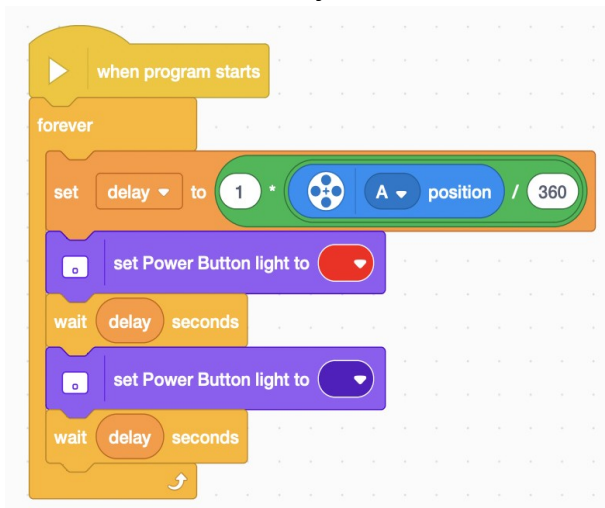 when program starts
forever
set delay to 1 * A position / 360
set Power Button light to
wait delay seconds
set Power Button light to
wait delay seconds